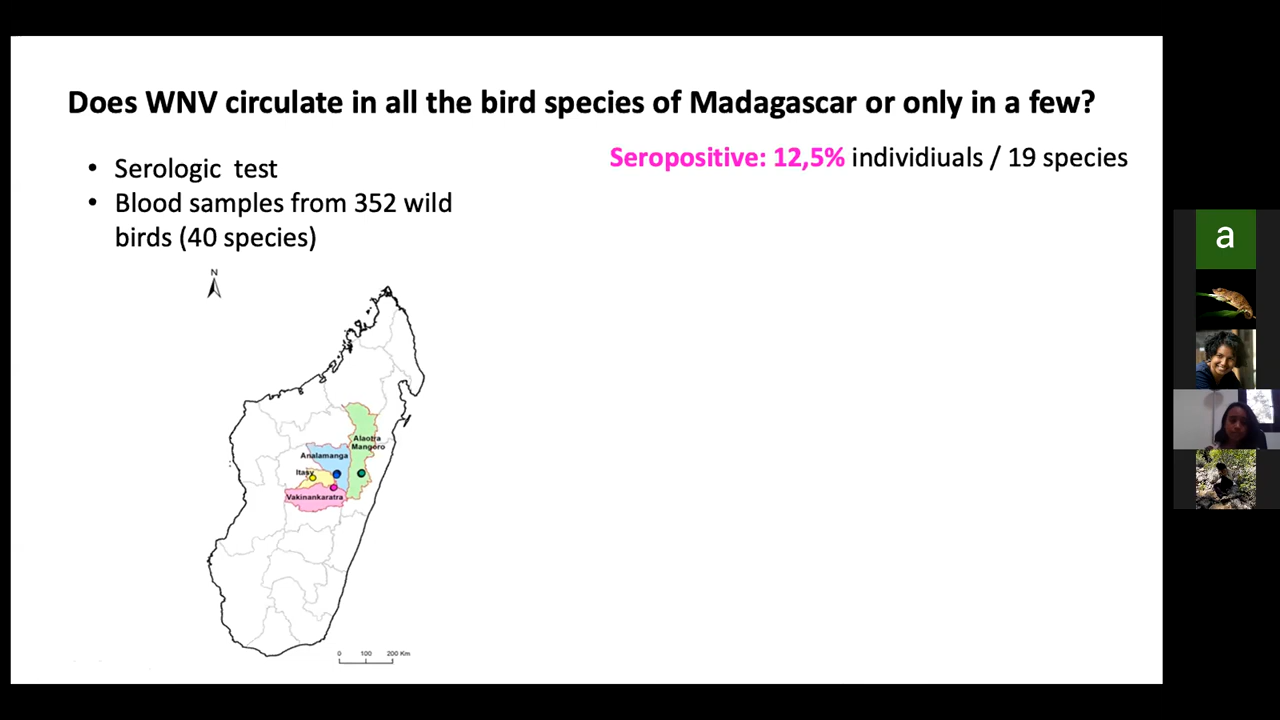 Does WNV circulate in all the bird species of Madagascar or only in a few?
• Serologic test
• Blood samples from 352 wild
birds (40 species)
Seropositive: 12,5% individiuals / 19 species
N
Alaotra
Mangoro
Analamanga
Itasy
Vakinankaratra
0 100 200 Km
a